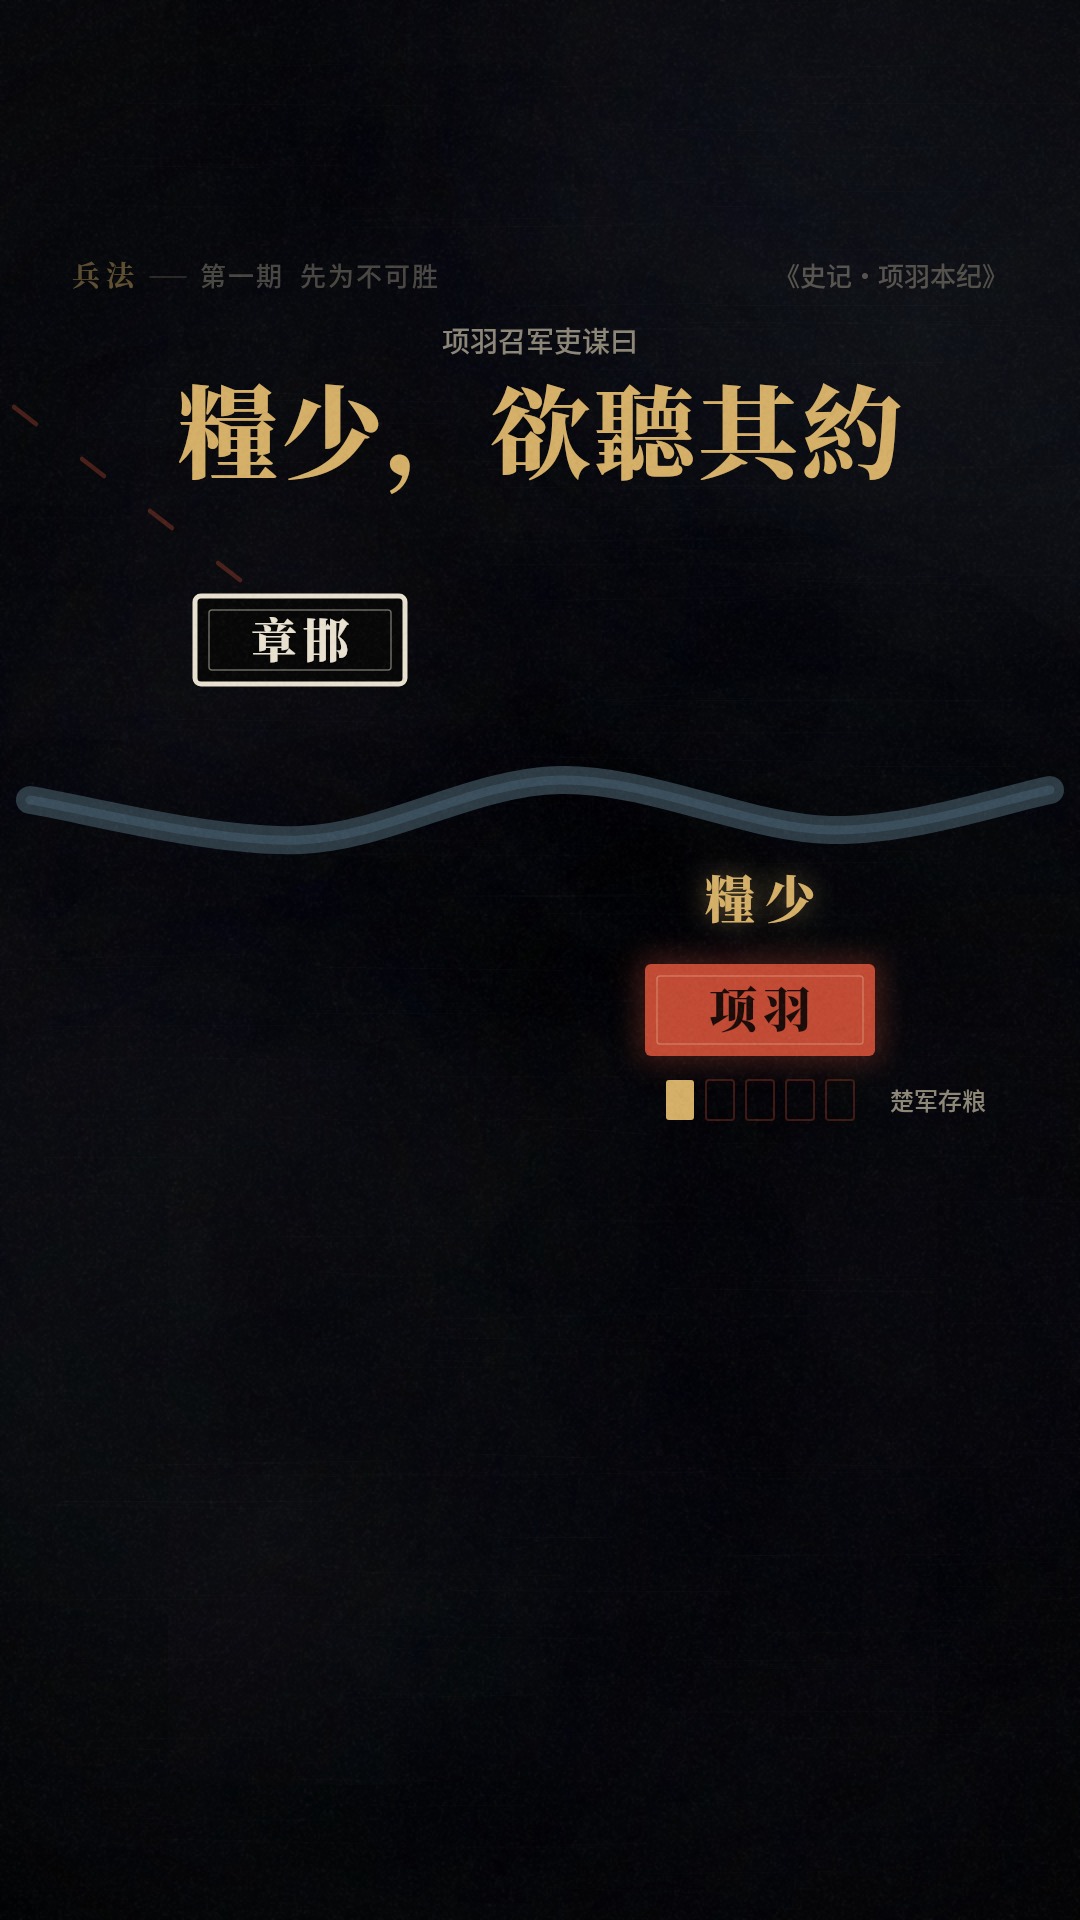 兵法 — 第一期 先为不可胜
《史记·项羽本纪》
项羽召军吏谋曰
糧少，欲聽其約
章邯
糧少
项羽
楚军存粮